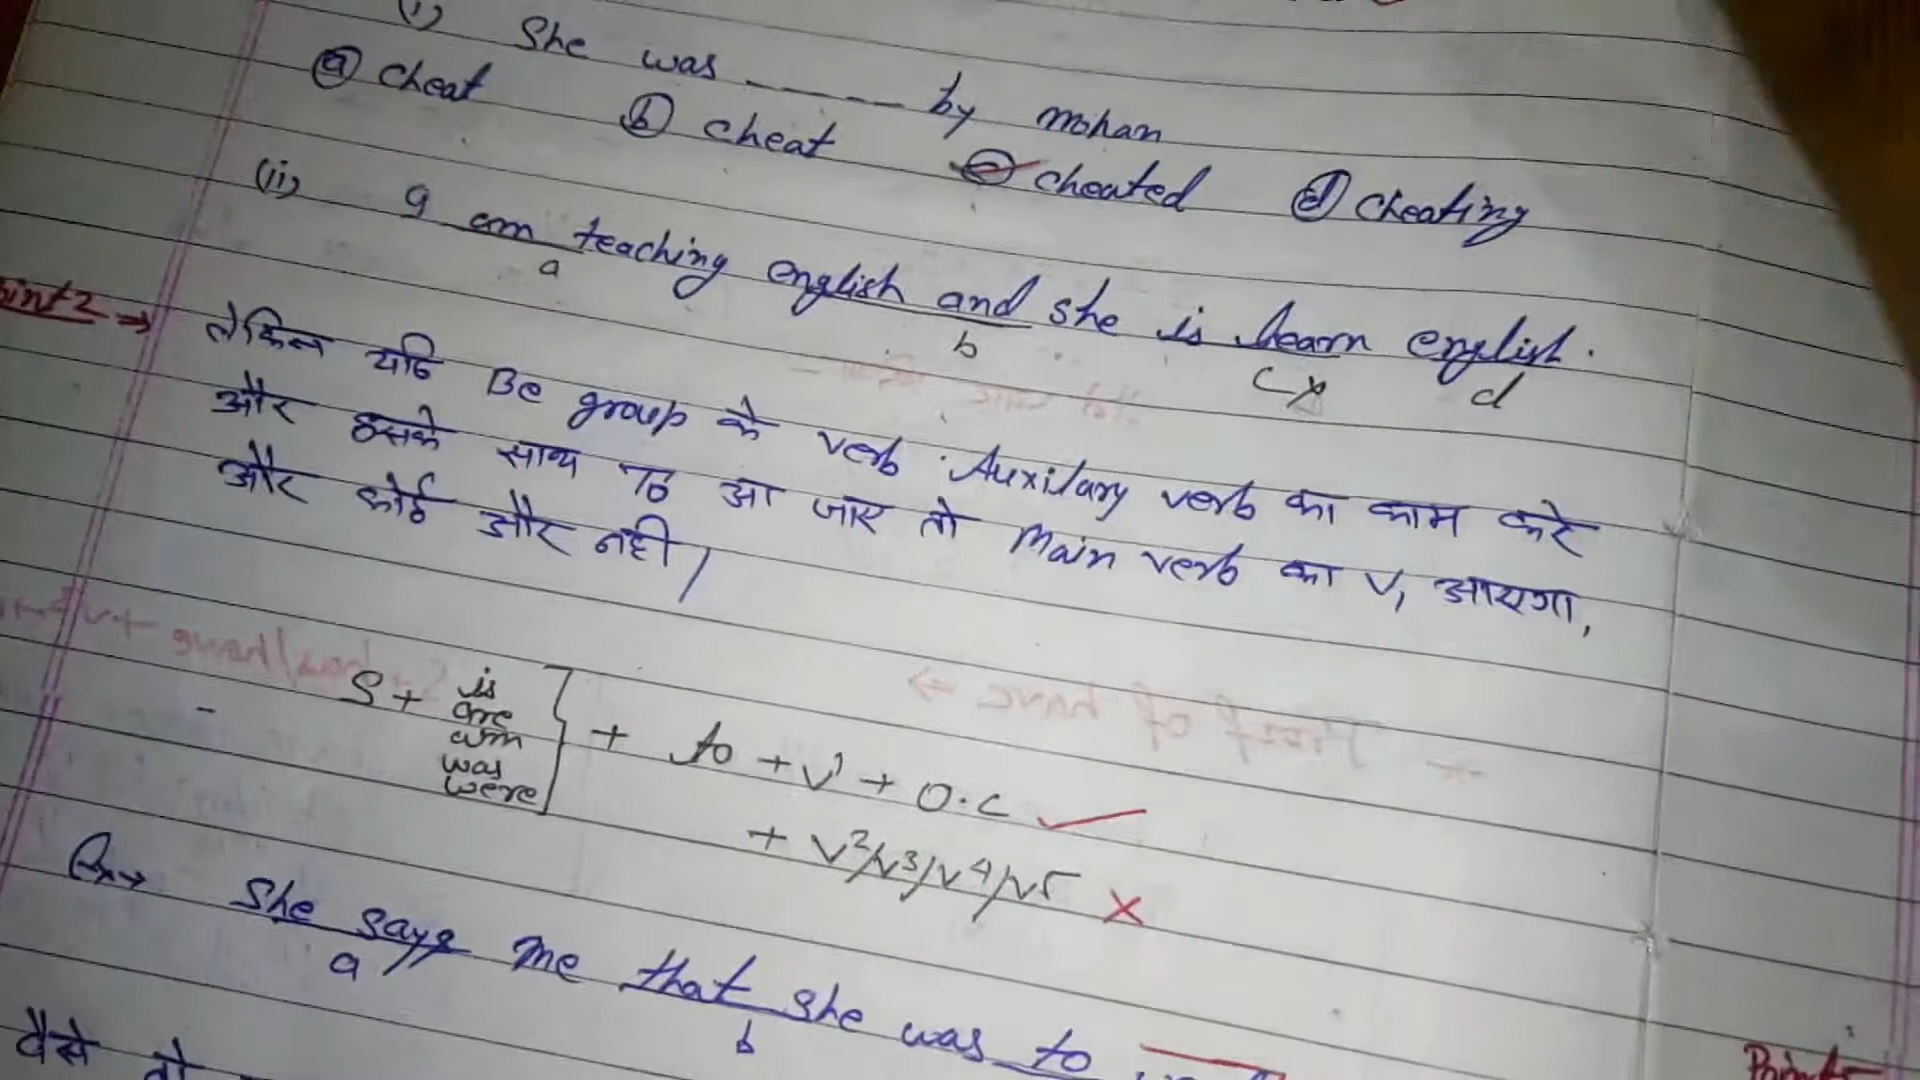 (i) She was ----- by mohan
ⓐ cheat ⓑ cheat ⓒ cheated ⓓ cheating
(ii) I am teaching english and she is learn english.
a b c× d
Point 2 → लेकिन यदि Be group के verb Auxilary verb का काम करे
और उसके साथ To आ जाए तो Main verb का V1 आएगा,
और कोई और नही।
S + is
are
am
was
were
+ to + V1 + O.C ✓
+ V2/V3/V4/V5 ×
Ex→ She says me that she was to
a b
वैसे तो
Point